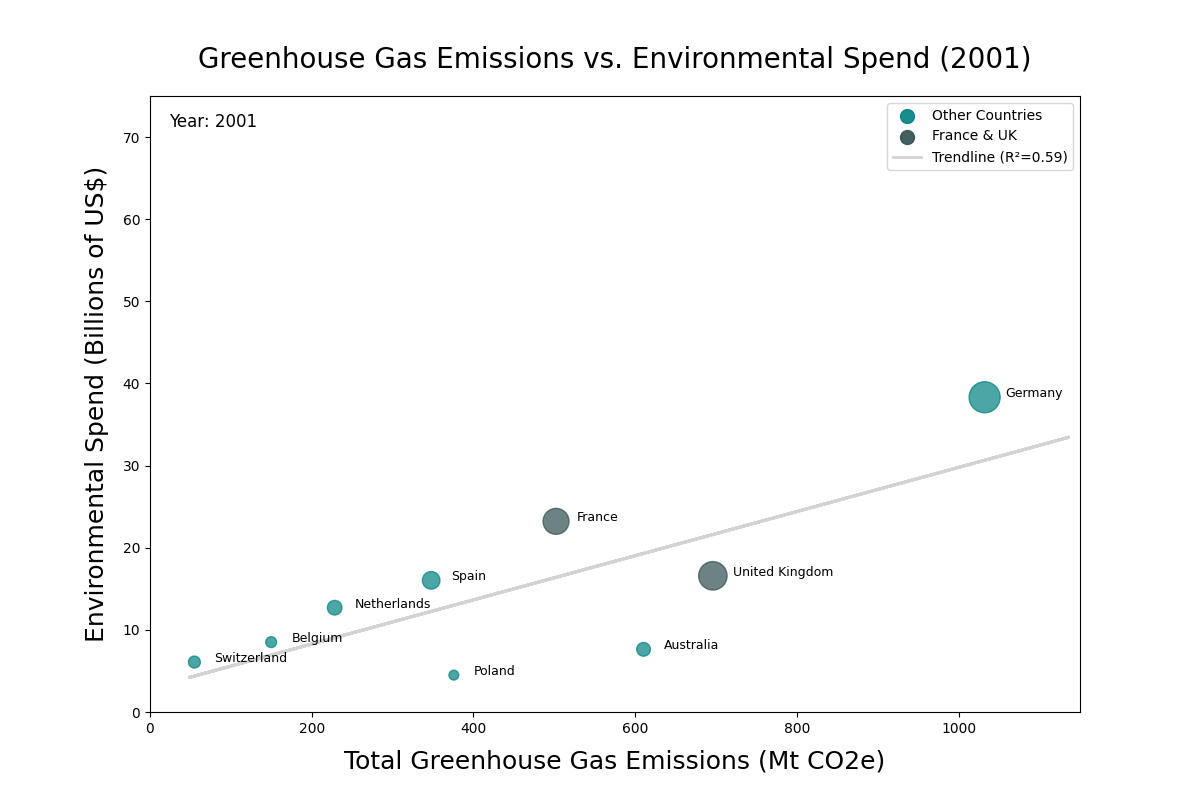 Greenhouse Gas Emissions vs. Environmental Spend (2001)
Year: 2001
Other Countries
France & UK
Trendline (R²=0.59)
Environmental Spend (Billions of US$)
70
60
50
40
30
20
10
0
Germany
France
United Kingdom
Spain
Netherlands
Belgium
Australia
Switzerland
Poland
0
200
400
600
800
1000
Total Greenhouse Gas Emissions (Mt CO2e)